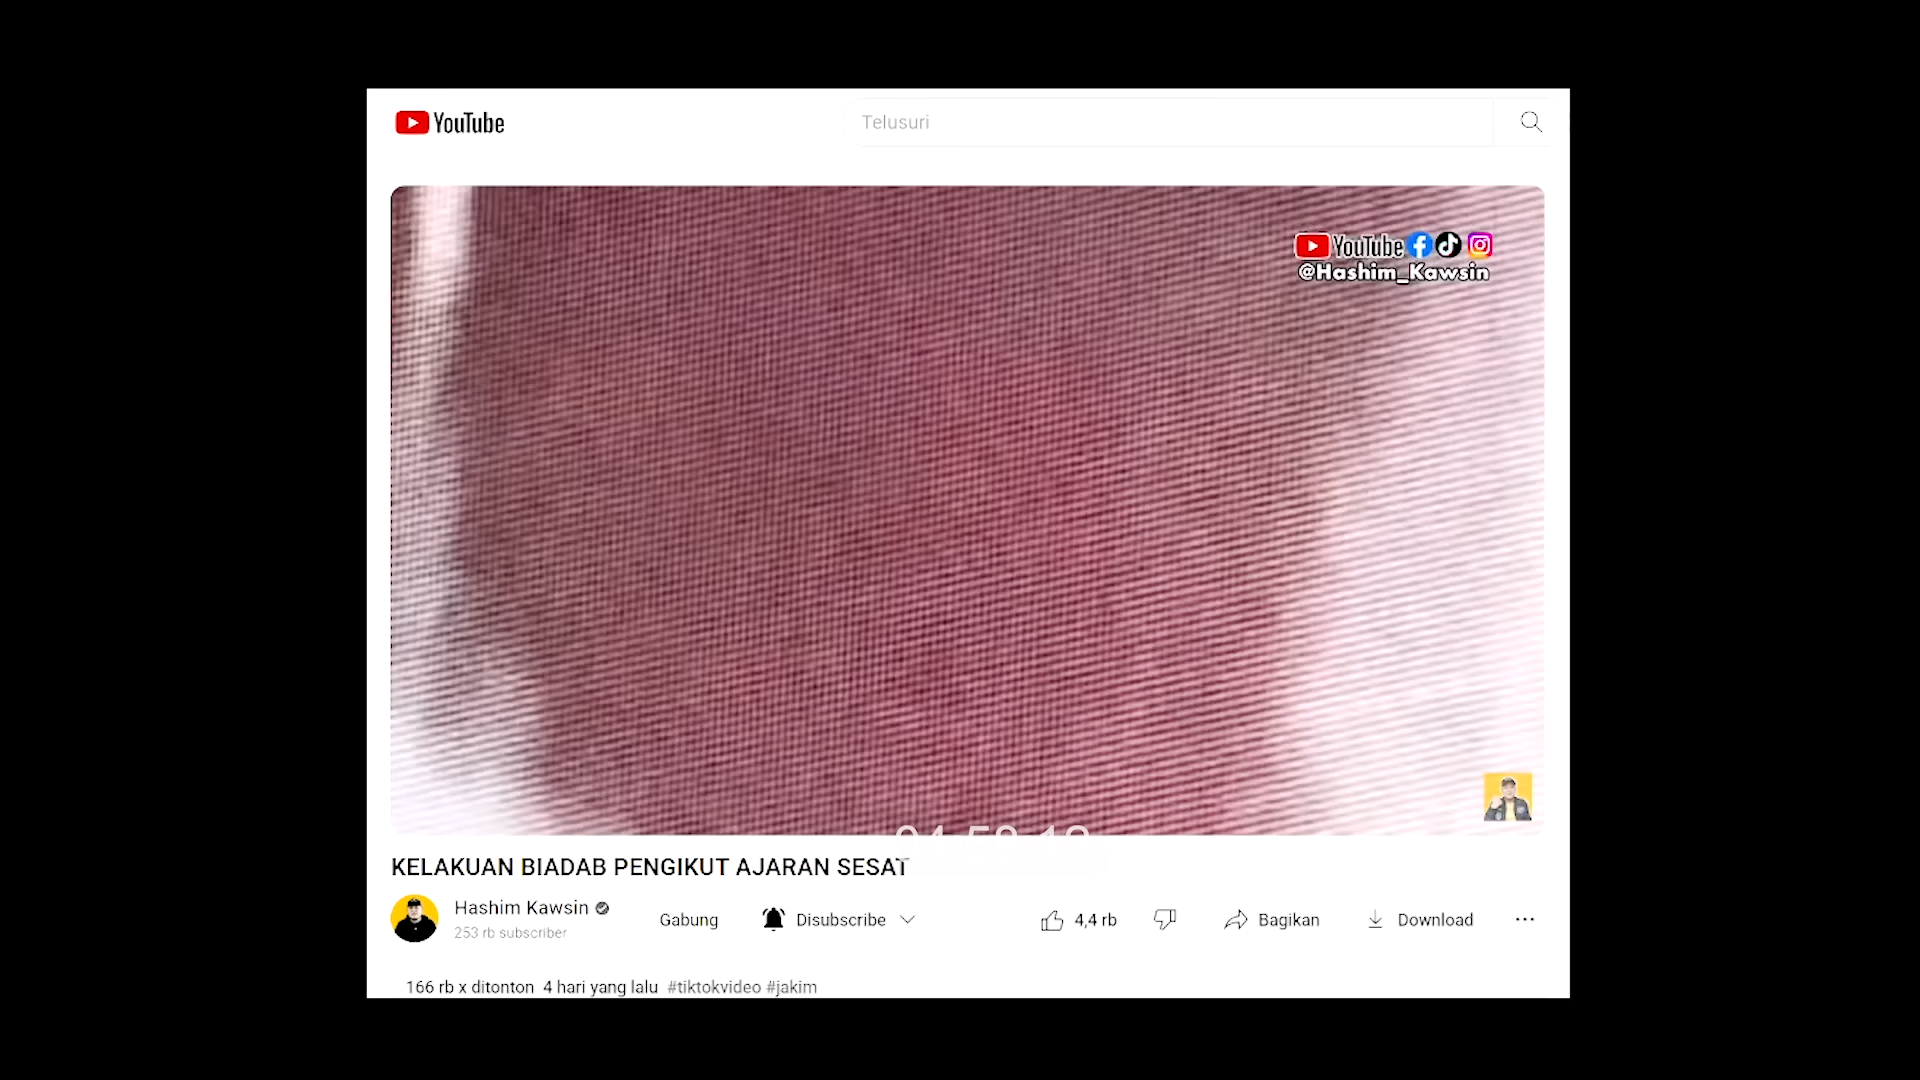 YouTube
Telusuri
YouTube
@Hashim_Kawsin
KELAKUAN BIADAB PENGIKUT AJARAN SESAT
Hashim Kawsin
253 rb subscriber
Gabung
Disubscribe
4,4 rb
Bagikan
Download
166 rb x ditonton 4 hari yang lalu #tiktokvideo #jakim